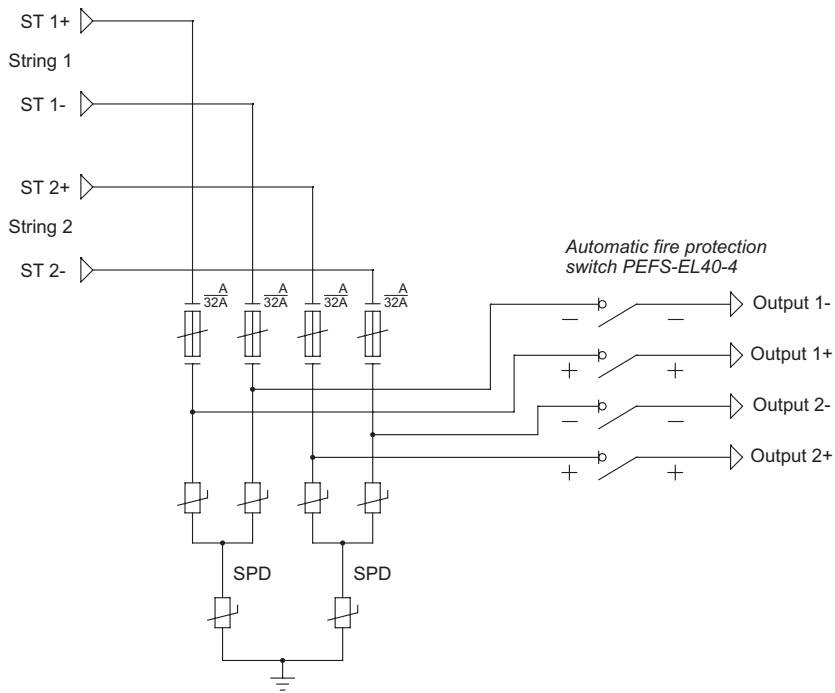 ST 1+
String 1
ST 1-
ST 2+
String 2
ST 2-
A
32A
A
32A
A
32A
A
32A
Automatic fire protection
switch PEFS-EL40-4
Output 1-
− −
Output 1+
+ +
Output 2-
− −
Output 2+
+ +
SPD SPD